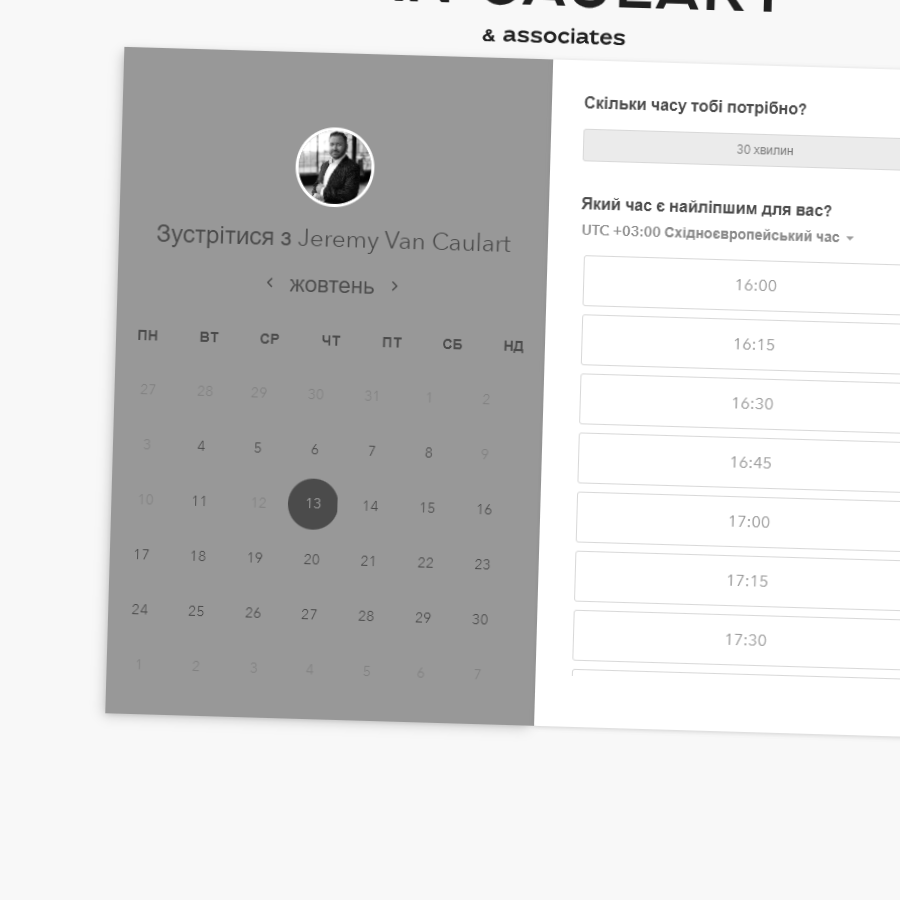 CAULART
& associates
Зустрітися з Jeremy Van Caulart
жовтень
ПН ВТ СР ЧТ ПТ СБ НД
27 28 29 30 31 1 2
3 4 5 6 7 8 9
10 11 12 13 14 15 16
17 18 19 20 21 22 23
24 25 26 27 28 29 30
1 2 3 4 5 6 7
Скільки часу тобі потрібно?
30 хвилин
Який час є найліпшим для вас?
UTC +03:00 Східноєвропейський час
16:00
16:15
16:30
16:45
17:00
17:15
17:30